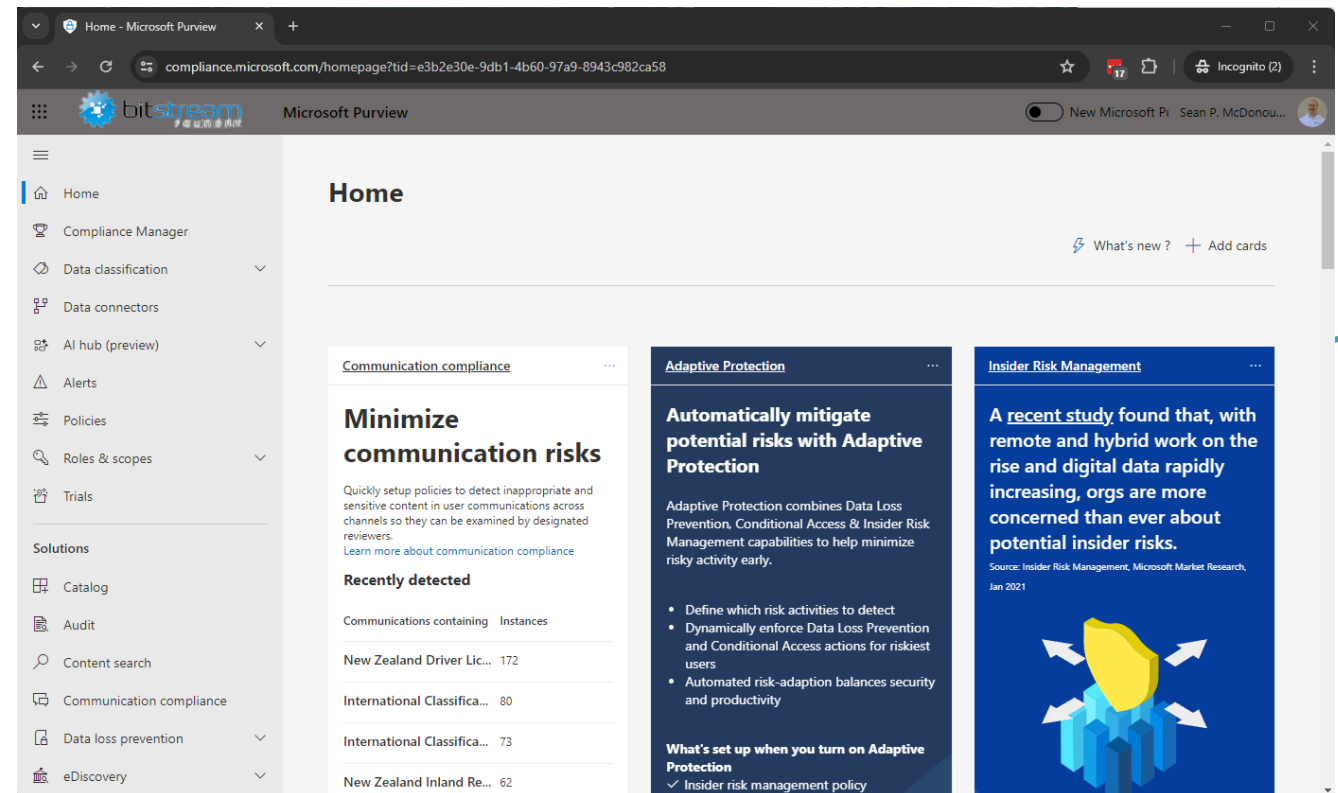 Home - Microsoft Purview
compliance.microsoft.com/homepage?tid=e3b2e30e-9db1-4b60-97a9-8943c982ca58
17
Incognito (2)
bitstream
Microsoft Purview
New Microsoft Pu
Sean P. McDonou...
Home
Compliance Manager
Data classification
Data connectors
AI hub (preview)
Alerts
Policies
Roles & scopes
Trials
Solutions
Catalog
Audit
Content search
Communication compliance
Data loss prevention
eDiscovery
Home
What's new ?
Add cards
Communication compliance
Minimize
communication risks
Quickly setup policies to detect inappropriate and
sensitive content in user communications across
channels so they can be examined by designated
reviewers.
Learn more about communication compliance
Recently detected
Communications containing Instances
New Zealand Driver Lic... 172
International Classifica... 80
International Classifica... 73
New Zealand Inland Re... 62
Adaptive Protection
Automatically mitigate
potential risks with Adaptive
Protection
Adaptive Protection combines Data Loss
Prevention, Conditional Access & Insider Risk
Management capabilities to help minimize
risky activity early.
• Define which risk activities to detect
• Dynamically enforce Data Loss Prevention
and Conditional Access actions for riskiest
users
• Automated risk-adaption balances security
and productivity
What's set up when you turn on Adaptive
Protection
✓ Insider risk management policy
Insider Risk Management
A recent study found that, with
remote and hybrid work on the
rise and digital data rapidly
increasing, orgs are more
concerned than ever about
potential insider risks.
Source: Insider Risk Management, Microsoft Market Research,
Jan 2021